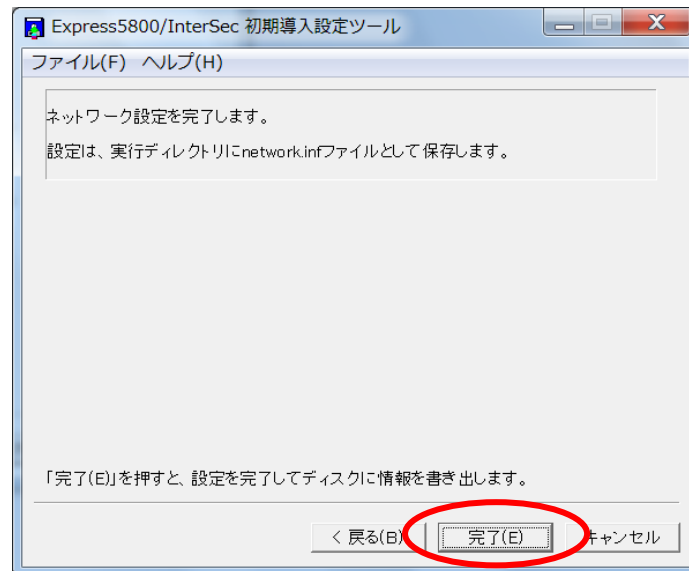 Express5800/InterSec 初期導入設定ツール
ファイル(F) ヘルプ(H)
ネットワーク設定を完了します。
設定は、実行ディレクトリにnetwork.infファイルとして保存します。
「完了(E)」を押すと、設定を完了してディスクに情報を書き出します。
< 戻る(B) 完了(E) キャンセル